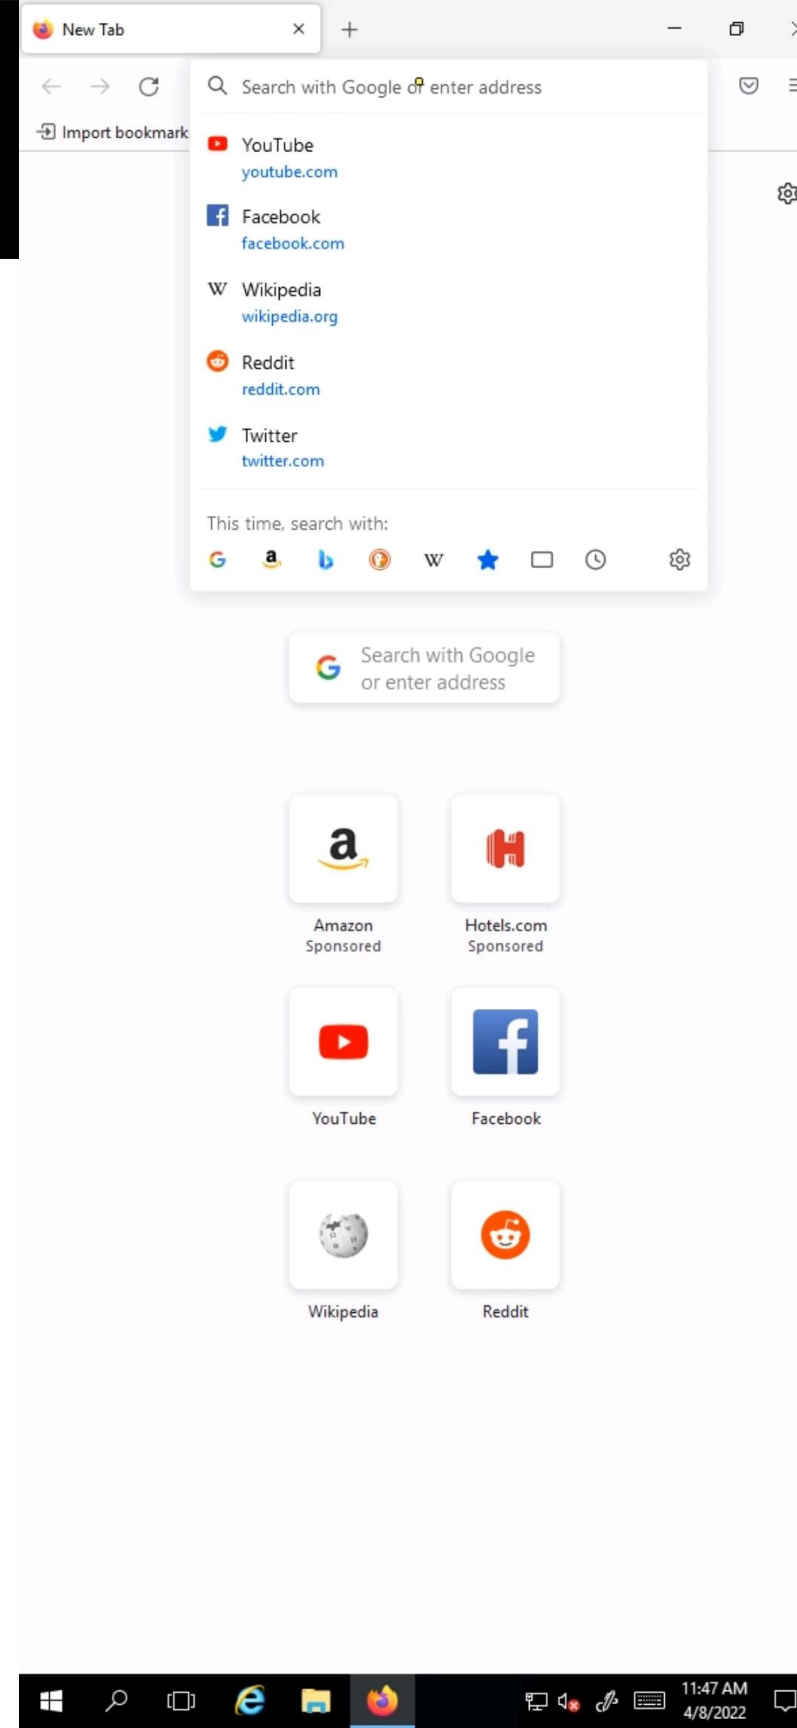 New Tab
Search with Google or enter address
Import bookmark
YouTube
youtube.com
Facebook
facebook.com
Wikipedia
wikipedia.org
Reddit
reddit.com
Twitter
twitter.com
This time, search with:
Search with Google
or enter address
Amazon
Sponsored
Hotels.com
Sponsored
YouTube
Facebook
Wikipedia
Reddit
11:47 AM
4/8/2022